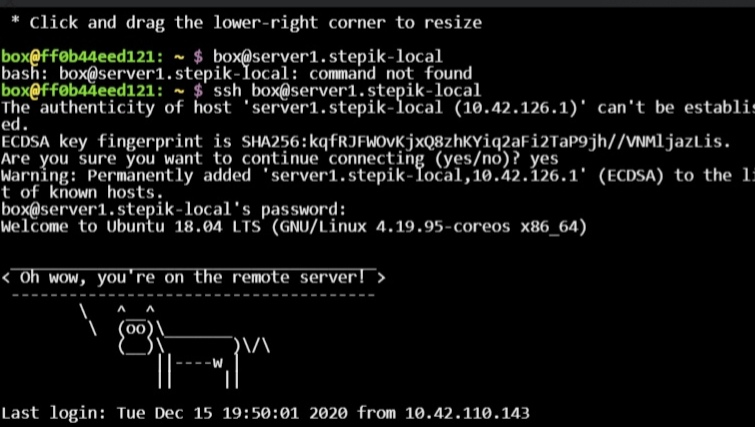 * Click and drag the lower-right corner to resize
box@ff0b44eed121: ~ $ box@server1.stepik-local
bash: box@server1.stepik-local: command not found
box@ff0b44eed121: ~ $ ssh box@server1.stepik-local
The authenticity of host 'server1.stepik-local (10.42.126.1)' can't be establis
ed.
ECDSA key fingerprint is SHA256:kqfRJFWOvKjxQ8zhKYiq2aFi2TaP9jh//VNMljazLis.
Are you sure you want to continue connecting (yes/no)? yes
Warning: Permanently added 'server1.stepik-local,10.42.126.1' (ECDSA) to the li
t of known hosts.
box@server1.stepik-local's password:
Welcome to Ubuntu 18.04 LTS (GNU/Linux 4.19.95-coreos x86_64)
< Oh wow, you're on the remote server! >
 --------------------------------------
        \   ^__^
         \  (oo)\_______
            (__)\       )\/\
                ||----w |
                ||     ||
Last login: Tue Dec 15 19:50:01 2020 from 10.42.110.143